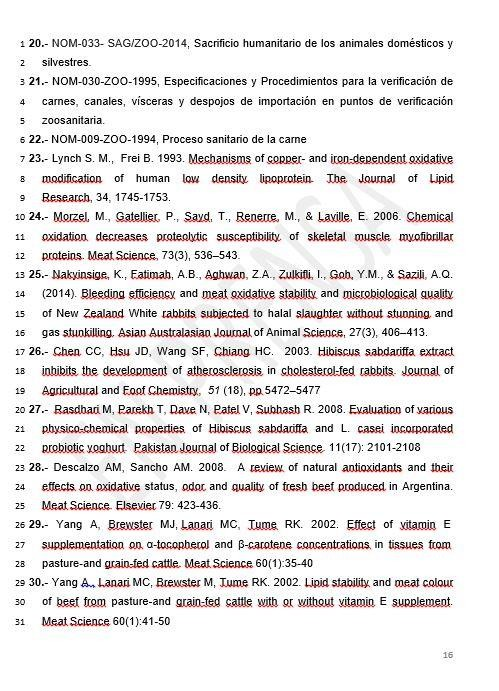 1 20.- NOM-033- SAG/ZOO-2014, Sacrificio humanitario de los animales domésticos y
2 silvestres.
3 21.- NOM-030-ZOO-1995, Especificaciones y Procedimientos para la verificación de
4 carnes, canales, vísceras y despojos de importación en puntos de verificación
5 zoosanitaria.
6 22.- NOM-009-ZOO-1994, Proceso sanitario de la carne
7 23.- Lynch S. M., Frei B. 1993. Mechanisms of copper- and iron-dependent oxidative
8 modification of human low density lipoprotein. The Journal of Lipid
9 Research, 34, 1745-1753.
10 24.- Morzel, M., Gatellier, P., Sayd, T., Renerre, M., & Laville, E. 2006. Chemical
11 oxidation decreases proteolytic susceptibility of skeletal muscle myofibrillar
12 proteins. Meat Science, 73(3), 536–543.
13 25.- Nakyinsige, K., Fatimah, A.B., Aghwan, Z.A., Zulkifli, I., Goh, Y.M., & Sazili, A.Q.
14 (2014). Bleeding efficiency and meat oxidative stability and microbiological quality
15 of New Zealand White rabbits subjected to halal slaughter without stunning and
16 gas stunkilling. Asian Australasian Journal of Animal Science, 27(3), 406–413.
17 26.- Chen CC, Hsu JD, Wang SF, Chiang HC. 2003. Hibiscus sabdariffa extract
18 inhibits the development of atherosclerosis in cholesterol-fed rabbits. Journal of
19 Agricultural and Foof Chemistry, 51 (18), pp 5472–5477
20 27.- Rasdhari M, Parekh T, Dave N, Patel V, Subhash R. 2008. Evaluation of various
21 physico-chemical properties of Hibiscus sabdariffa and L. casei incorporated
22 probiotic yoghurt. Pakistan Journal of Biological Science. 11(17): 2101-2108
23 28.- Descalzo AM, Sancho AM. 2008. A review of natural antioxidants and their
24 effects on oxidative status, odor and quality of fresh beef produced in Argentina.
25 Meat Science. Elsevier 79: 423-436.
26 29.- Yang A, Brewster MJ, Lanari MC, Tume RK. 2002. Effect of vitamin E
27 supplementation on α-tocopherol and β-carotene concentrations in tissues from
28 pasture-and grain-fed cattle. Meat Science 60(1):35-40
29 30.- Yang A., Lanari MC, Brewster M, Tume RK. 2002. Lipid stability and meat colour
30 of beef from pasture-and grain-fed cattle with or without vitamin E supplement.
31 Meat Science 60(1):41-50
16